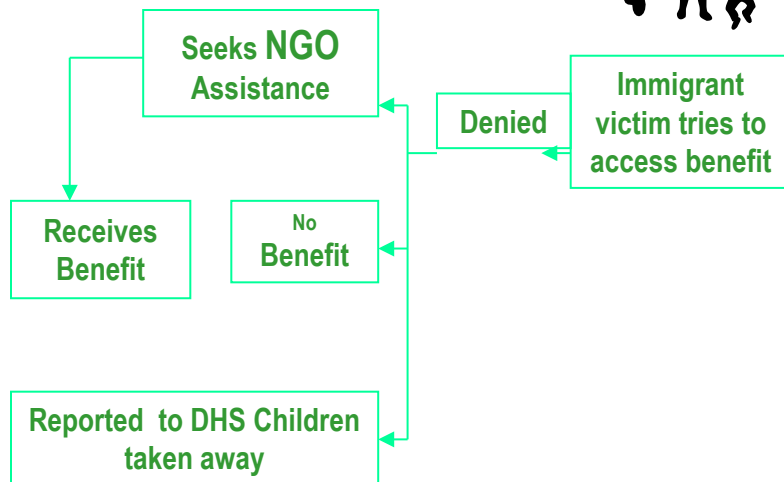 Seeks NGO
Assistance
Denied
Immigrant
victim tries to
access benefit
Receives
Benefit
No
Benefit
Reported to DHS Children
taken away